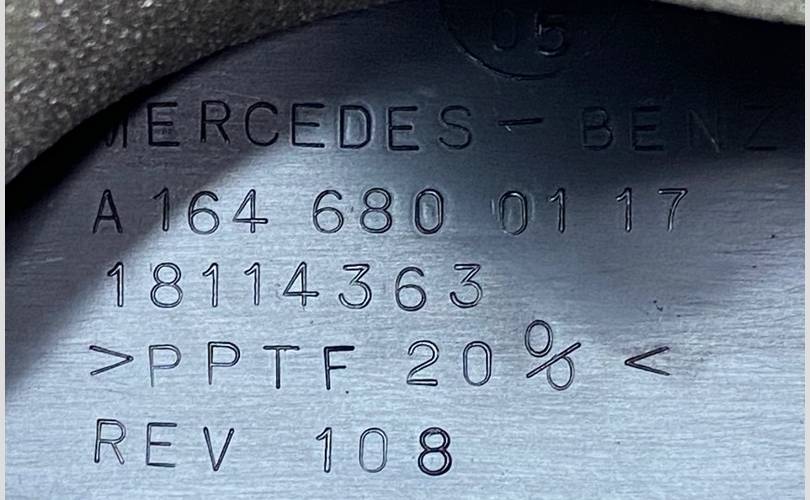 05
MERCEDES - BENZ
A 164 680 01 17
18114363
>PPTF 20% <
REV 108